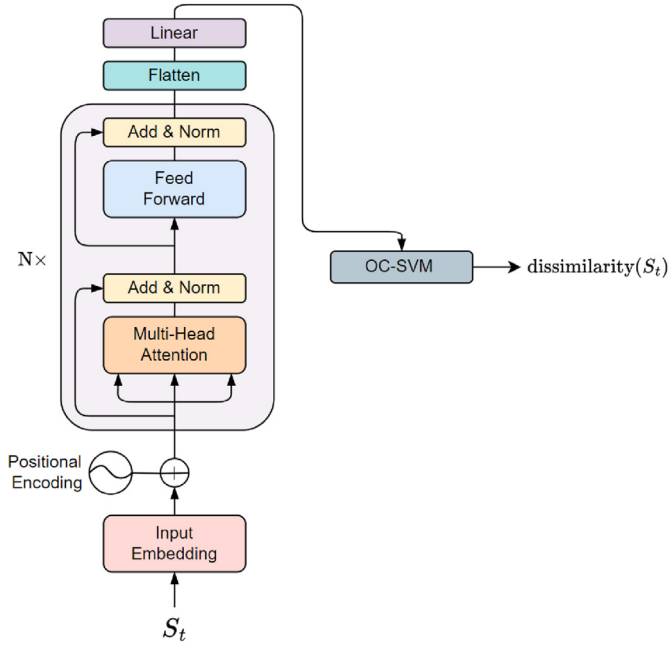 Linear
Flatten
Add & Norm
Feed
Forward
N×
Add & Norm
OC-SVM
dissimilarity(S_t)
Multi-Head
Attention
Positional
Encoding
Input
Embedding
S_t